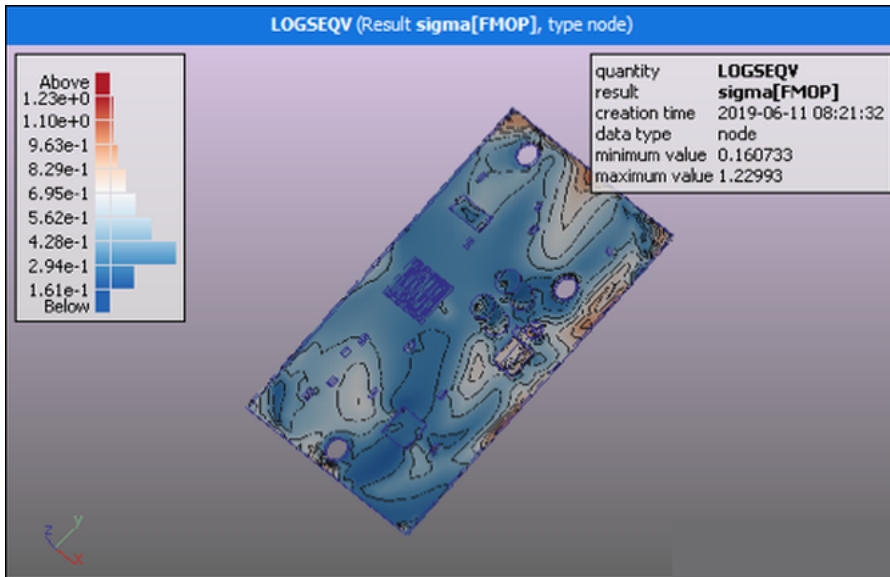 LOGSEQV (Result sigma[FMOP], type node)
Above
1.23e+0
1.10e+0
9.63e-1
8.29e-1
6.95e-1
5.62e-1
4.28e-1
2.94e-1
1.61e-1
Below
quantity LOGSEQV
result sigma[FMOP]
creation time 2019-06-11 08:21:32
data type node
minimum value 0.160733
maximum value 1.22993
z
y
x